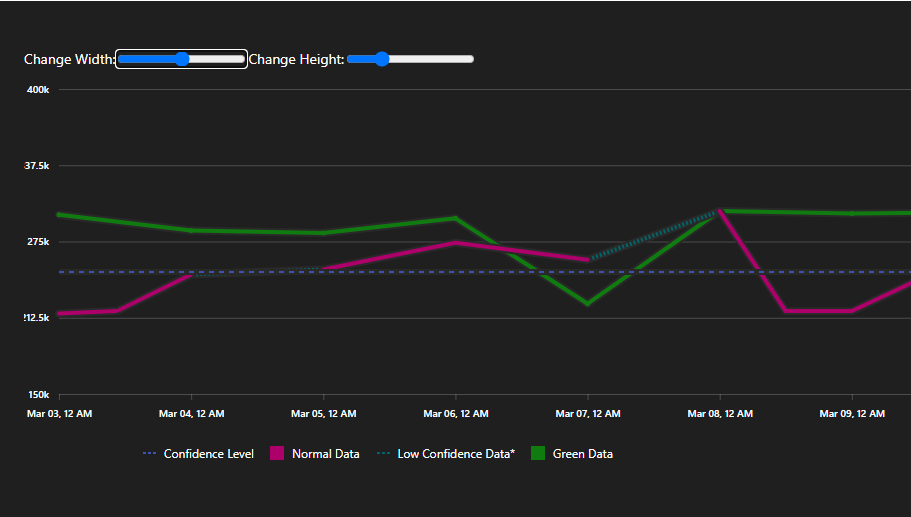 Change Width: Change Height:
400k
37.5k
275k
212.5k
150k
Mar 03, 12 AM Mar 04, 12 AM Mar 05, 12 AM Mar 06, 12 AM Mar 07, 12 AM Mar 08, 12 AM Mar 09, 12 AM
Confidence Level Normal Data Low Confidence Data* Green Data